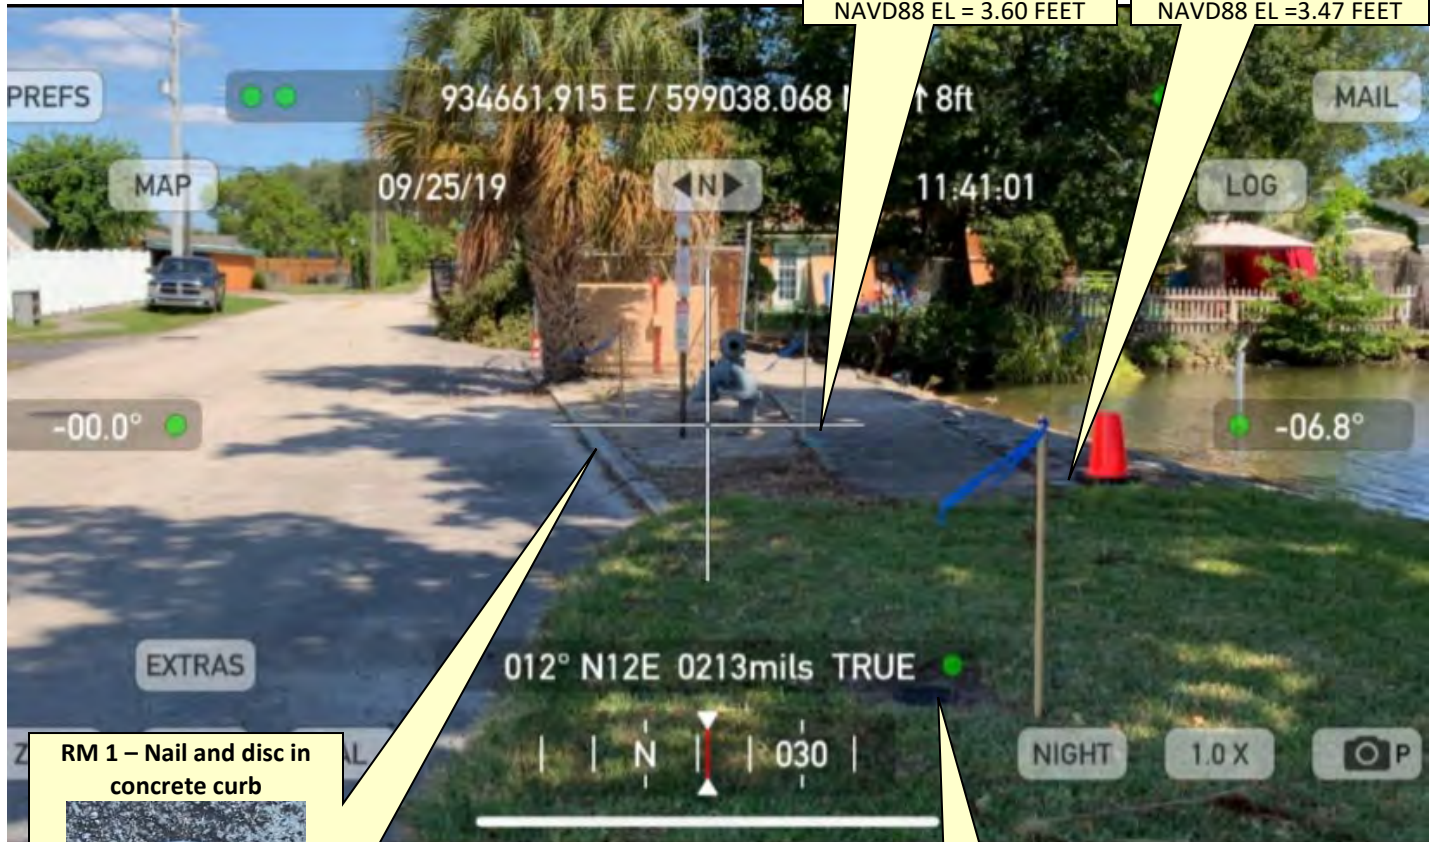 NAVD88 EL = 3.60 FEET
NAVD88 EL =3.47 FEET
PREFS
934661.915 E / 599038.068
8ft
MAIL
MAP
09/25/19
N
11:41:01
LOG
-00.0°
-06.8°
EXTRAS
012° N12E 0213mils TRUE
N
030
NIGHT
1.0 X
P
RM 1 – Nail and disc in
concrete curb